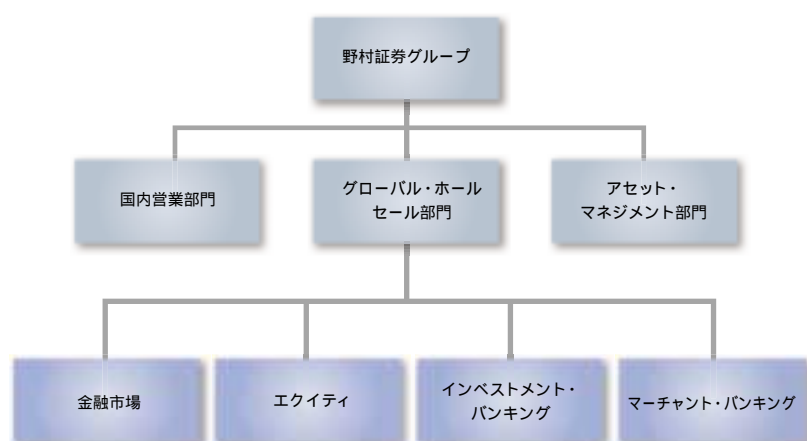 野村証券グループ
国内営業部門
グローバル・ホール
セール部門
アセット・
マネジメント部門
金融市場
エクイティ
インベストメント・
バンキング
マーチャント・バンキング